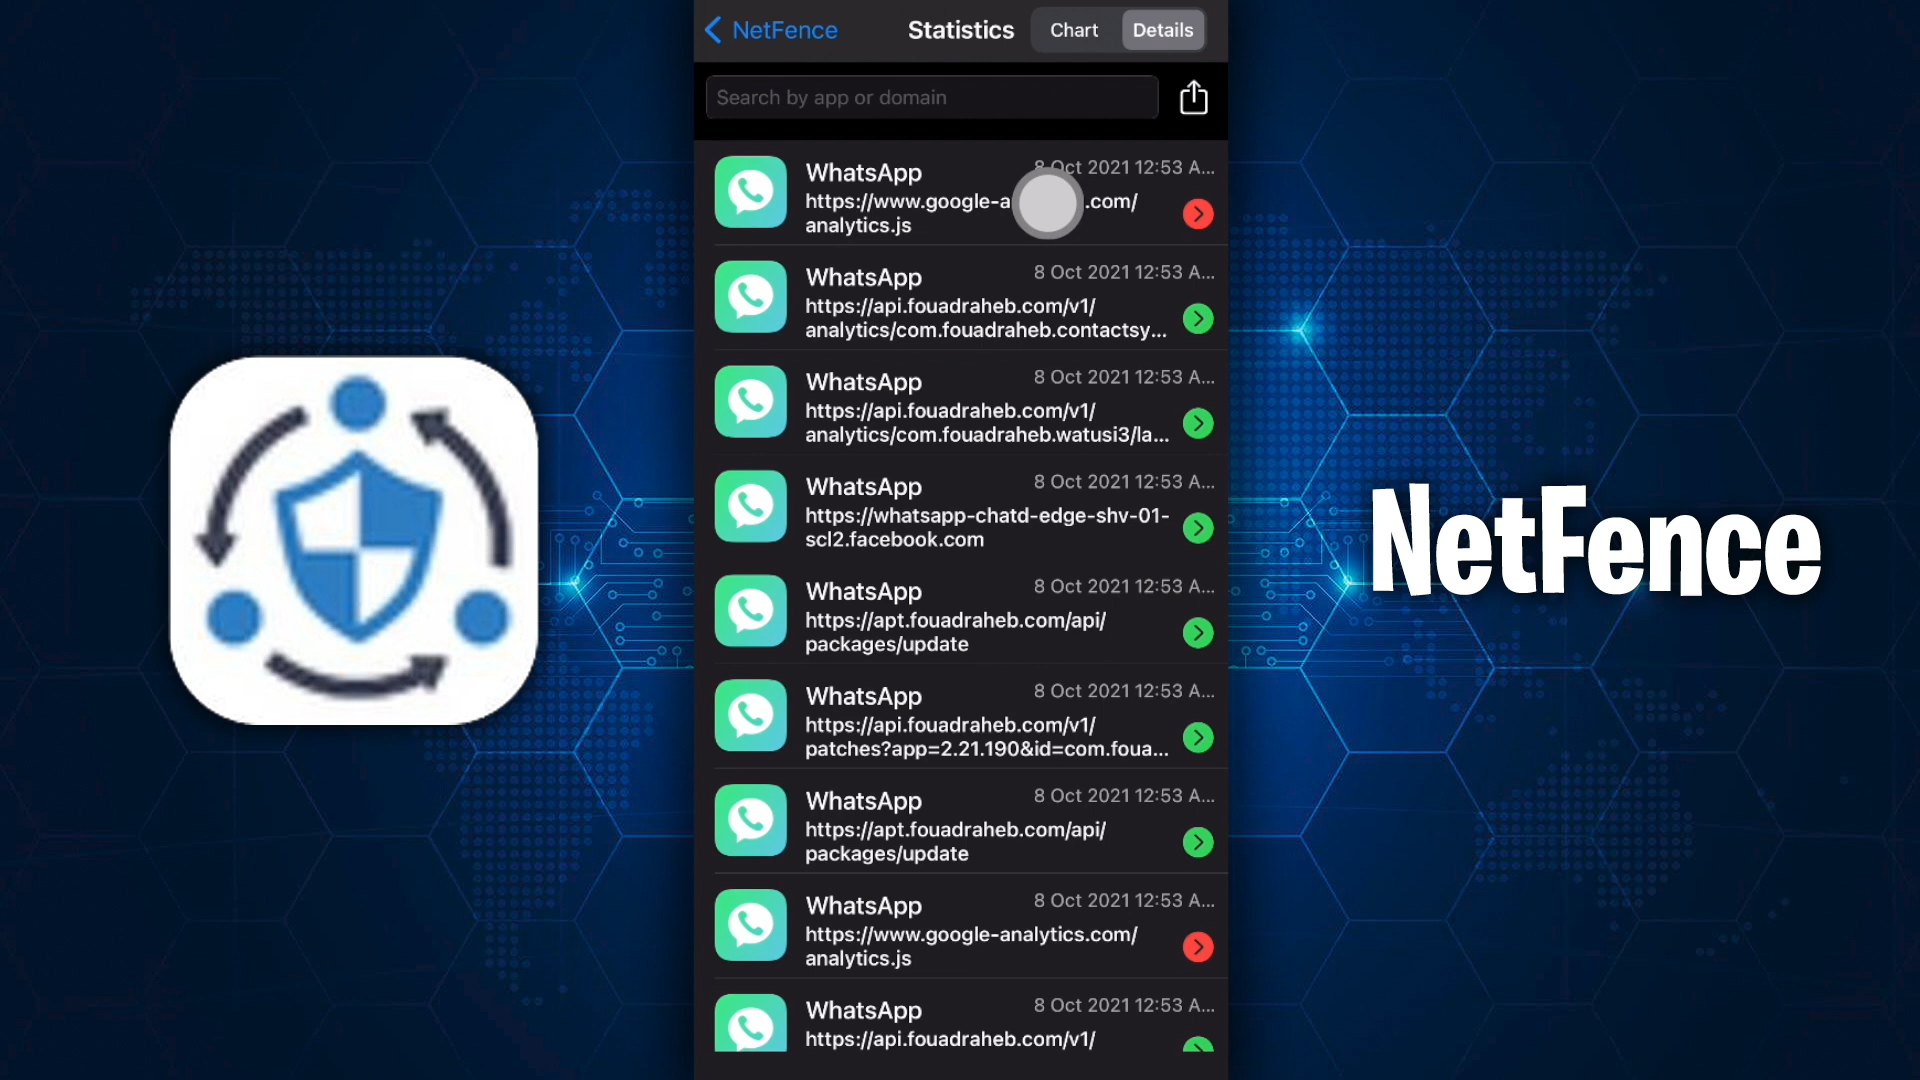 NetFence
Statistics
Chart
Details
Search by app or domain
WhatsApp
8 Oct 2021 12:53 A...
https://www.google-a .com/
analytics.js
WhatsApp
8 Oct 2021 12:53 A...
https://api.fouadraheb.com/v1/
analytics/com.fouadraheb.contactsy...
WhatsApp
8 Oct 2021 12:53 A...
https://api.fouadraheb.com/v1/
analytics/com.fouadraheb.watusi3/la...
WhatsApp
8 Oct 2021 12:53 A...
https://whatsapp-chatd-edge-shv-01-
scl2.facebook.com
WhatsApp
8 Oct 2021 12:53 A...
https://apt.fouadraheb.com/api/
packages/update
WhatsApp
8 Oct 2021 12:53 A...
https://api.fouadraheb.com/v1/
patches?app=2.21.190&id=com.foua...
WhatsApp
8 Oct 2021 12:53 A...
https://apt.fouadraheb.com/api/
packages/update
WhatsApp
8 Oct 2021 12:53 A...
https://www.google-analytics.com/
analytics.js
WhatsApp
8 Oct 2021 12:53 A...
https://api.fouadraheb.com/v1/
NetFence